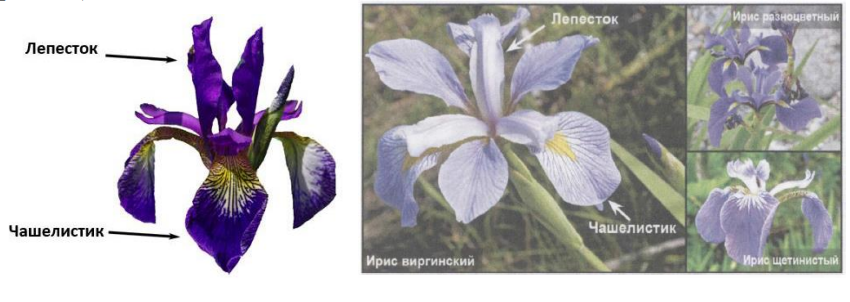 Лепесток
Чашелистик
Лепесток
Чашелистик
Ирис виргинский
Ирис разноцветный
Ирис щетинистый